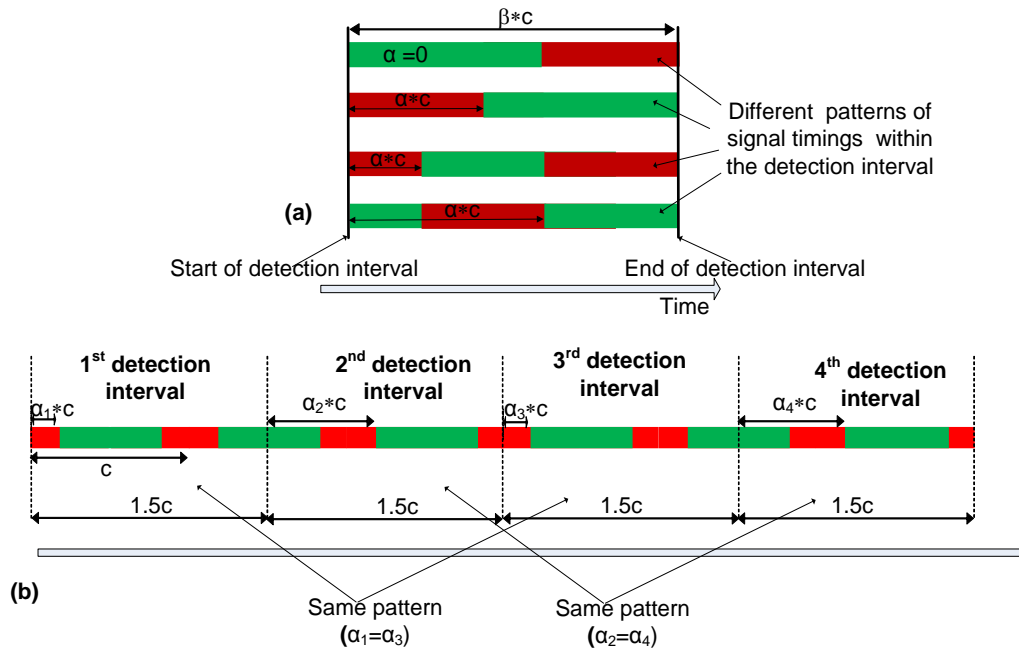 β*c
α =0
α*c
α*c
α*c
Different patterns of
signal timings within
the detection interval
(a)
Start of detection interval
End of detection interval
Time
1st detection
interval
2nd detection
interval
3rd detection
interval
4th detection
interval
α1*c
α2*c
α3*c
α4*c
c
1.5c
1.5c
1.5c
1.5c
(b)
Same pattern
(α1=α3)
Same pattern
(α2=α4)